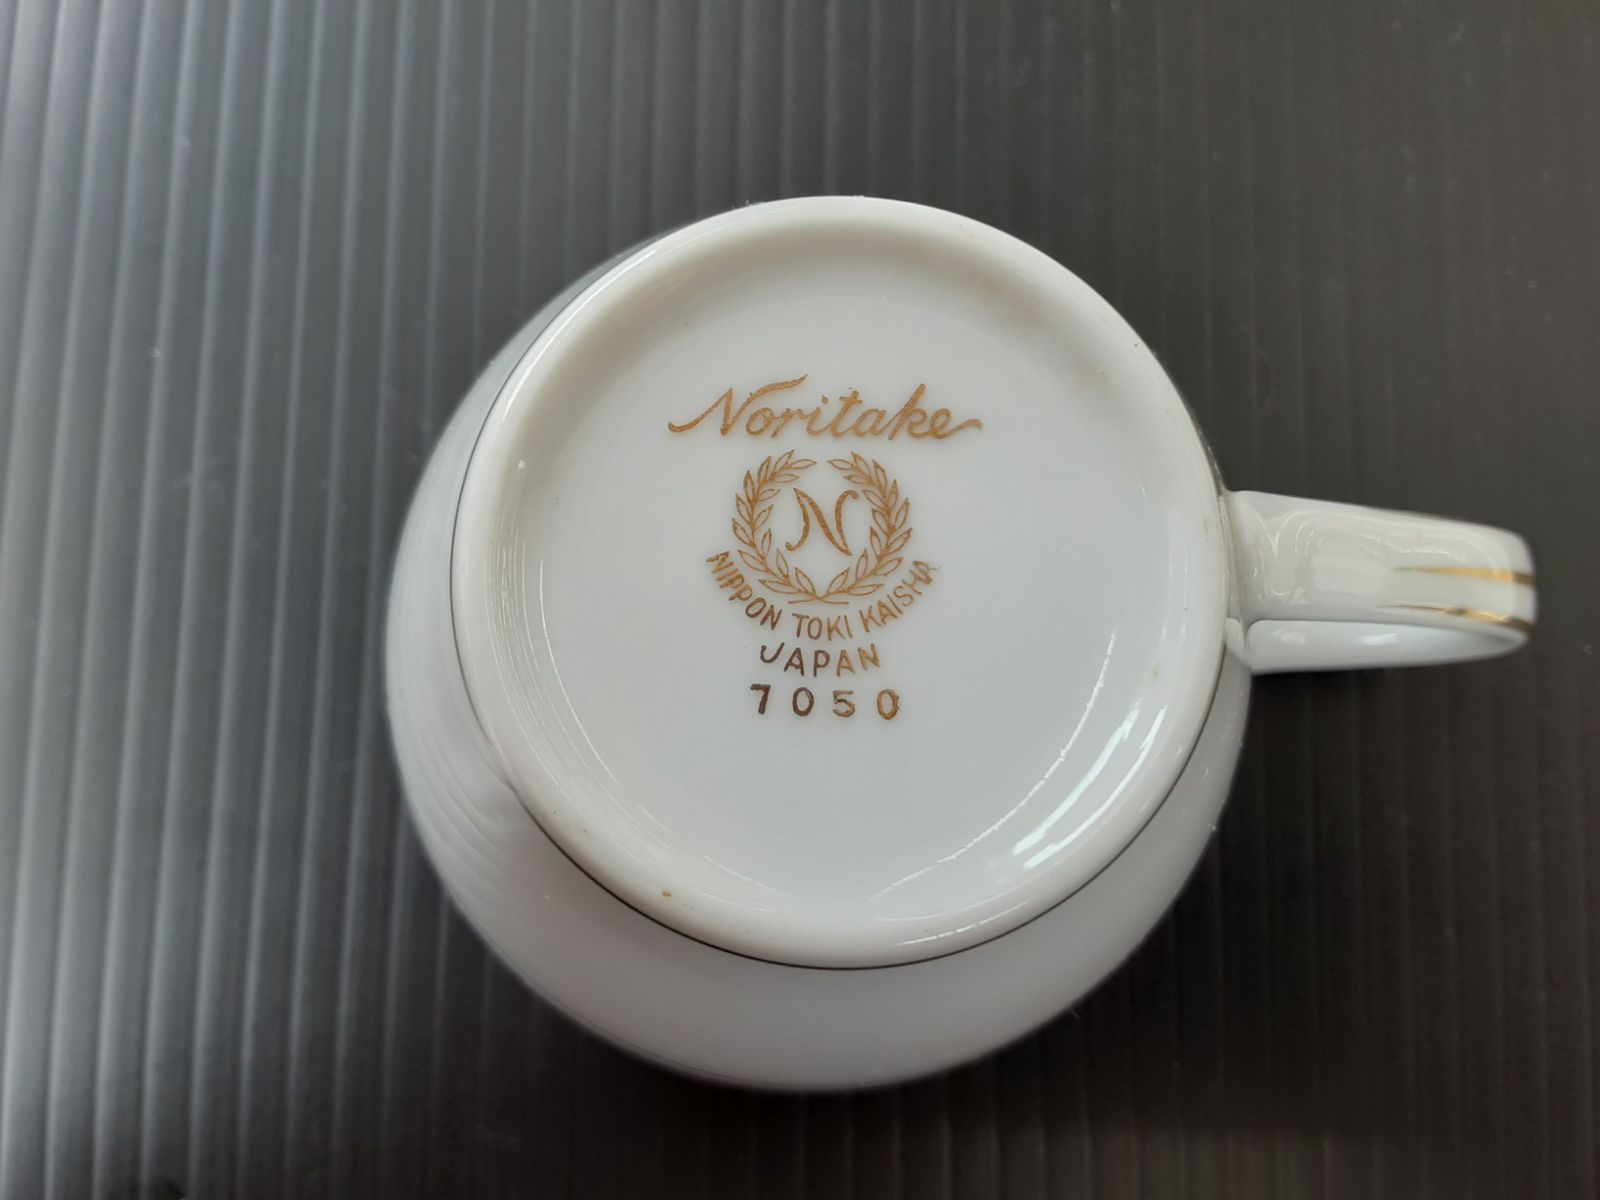 Noritake
N
NIPPON TOKI KAISHA
JAPAN
7050